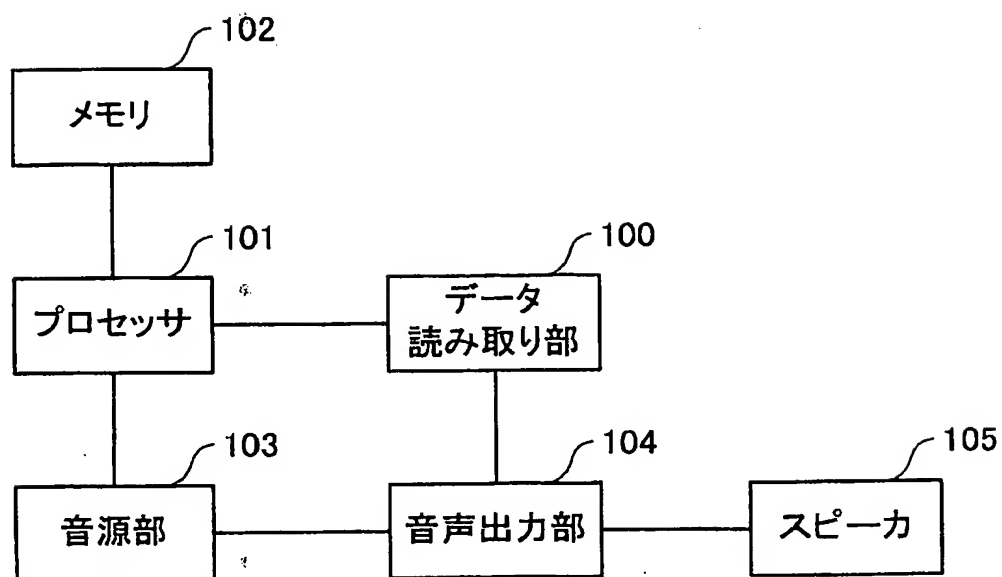 102
メモリ
101
プロセッサ
100
データ
読み取り部
103
音源部
104
音声出力部
105
スピーカ